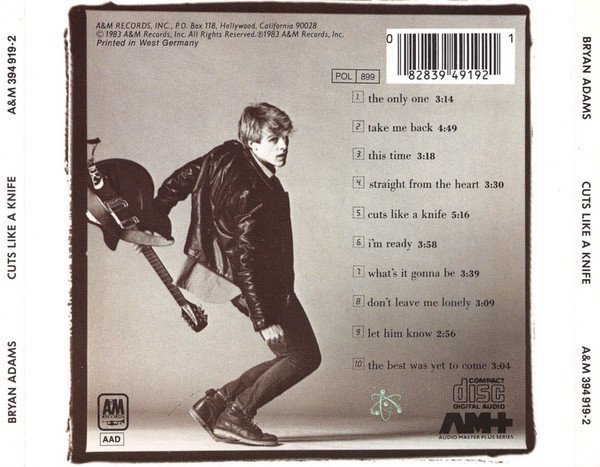 A&M RECORDS, INC., P.O. Box 118, Hollywood, California 90028
© 1983 A&M Records, Inc. All Rights Reserved. ℗ 1983 A&M Records, Inc.
Printed in West Germany
0 82839 49192 1
POL 899
1 the only one 3:14
2 take me back 4:49
3 this time 3:18
4 straight from the heart 3:30
5 cuts like a knife 5:16
6 i'm ready 3:58
7 what's it gonna be 3:39
8 don't leave me lonely 3:09
9 let him know 2:56
10 the best was yet to come 3:04
A&M
RECORDS
AAD
COMPACT
disc
DIGITAL AUDIO
AM+
AUDIO MASTER PLUS SERIES
BRYAN ADAMS CUTS LIKE A KNIFE A&M 394 919-2
BRYAN ADAMS CUTS LIKE A KNIFE A&M 394 919-2